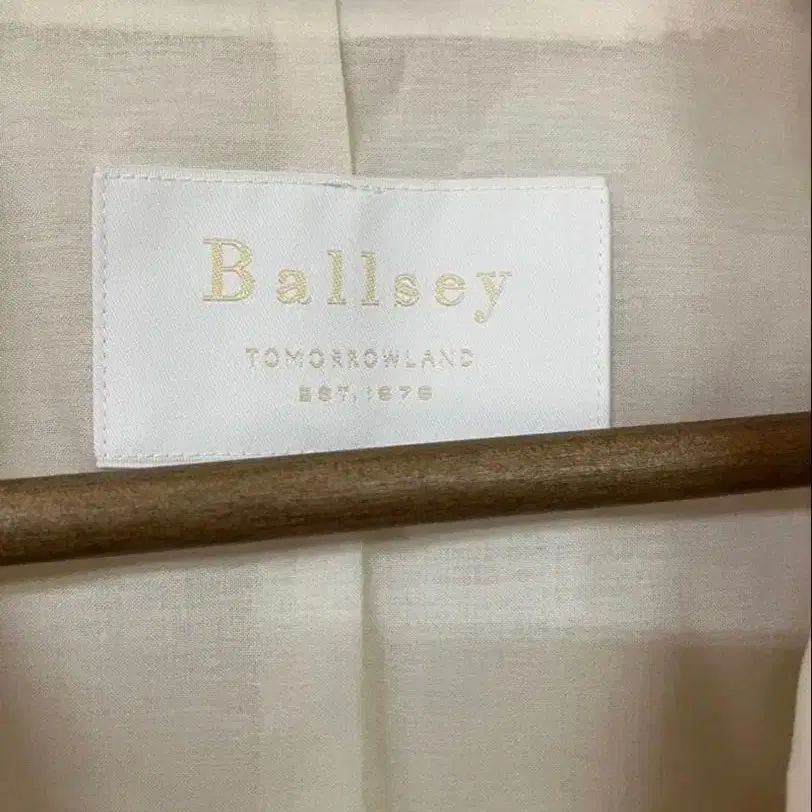 Ballsey
TOMORROWLAND
EST. 1978